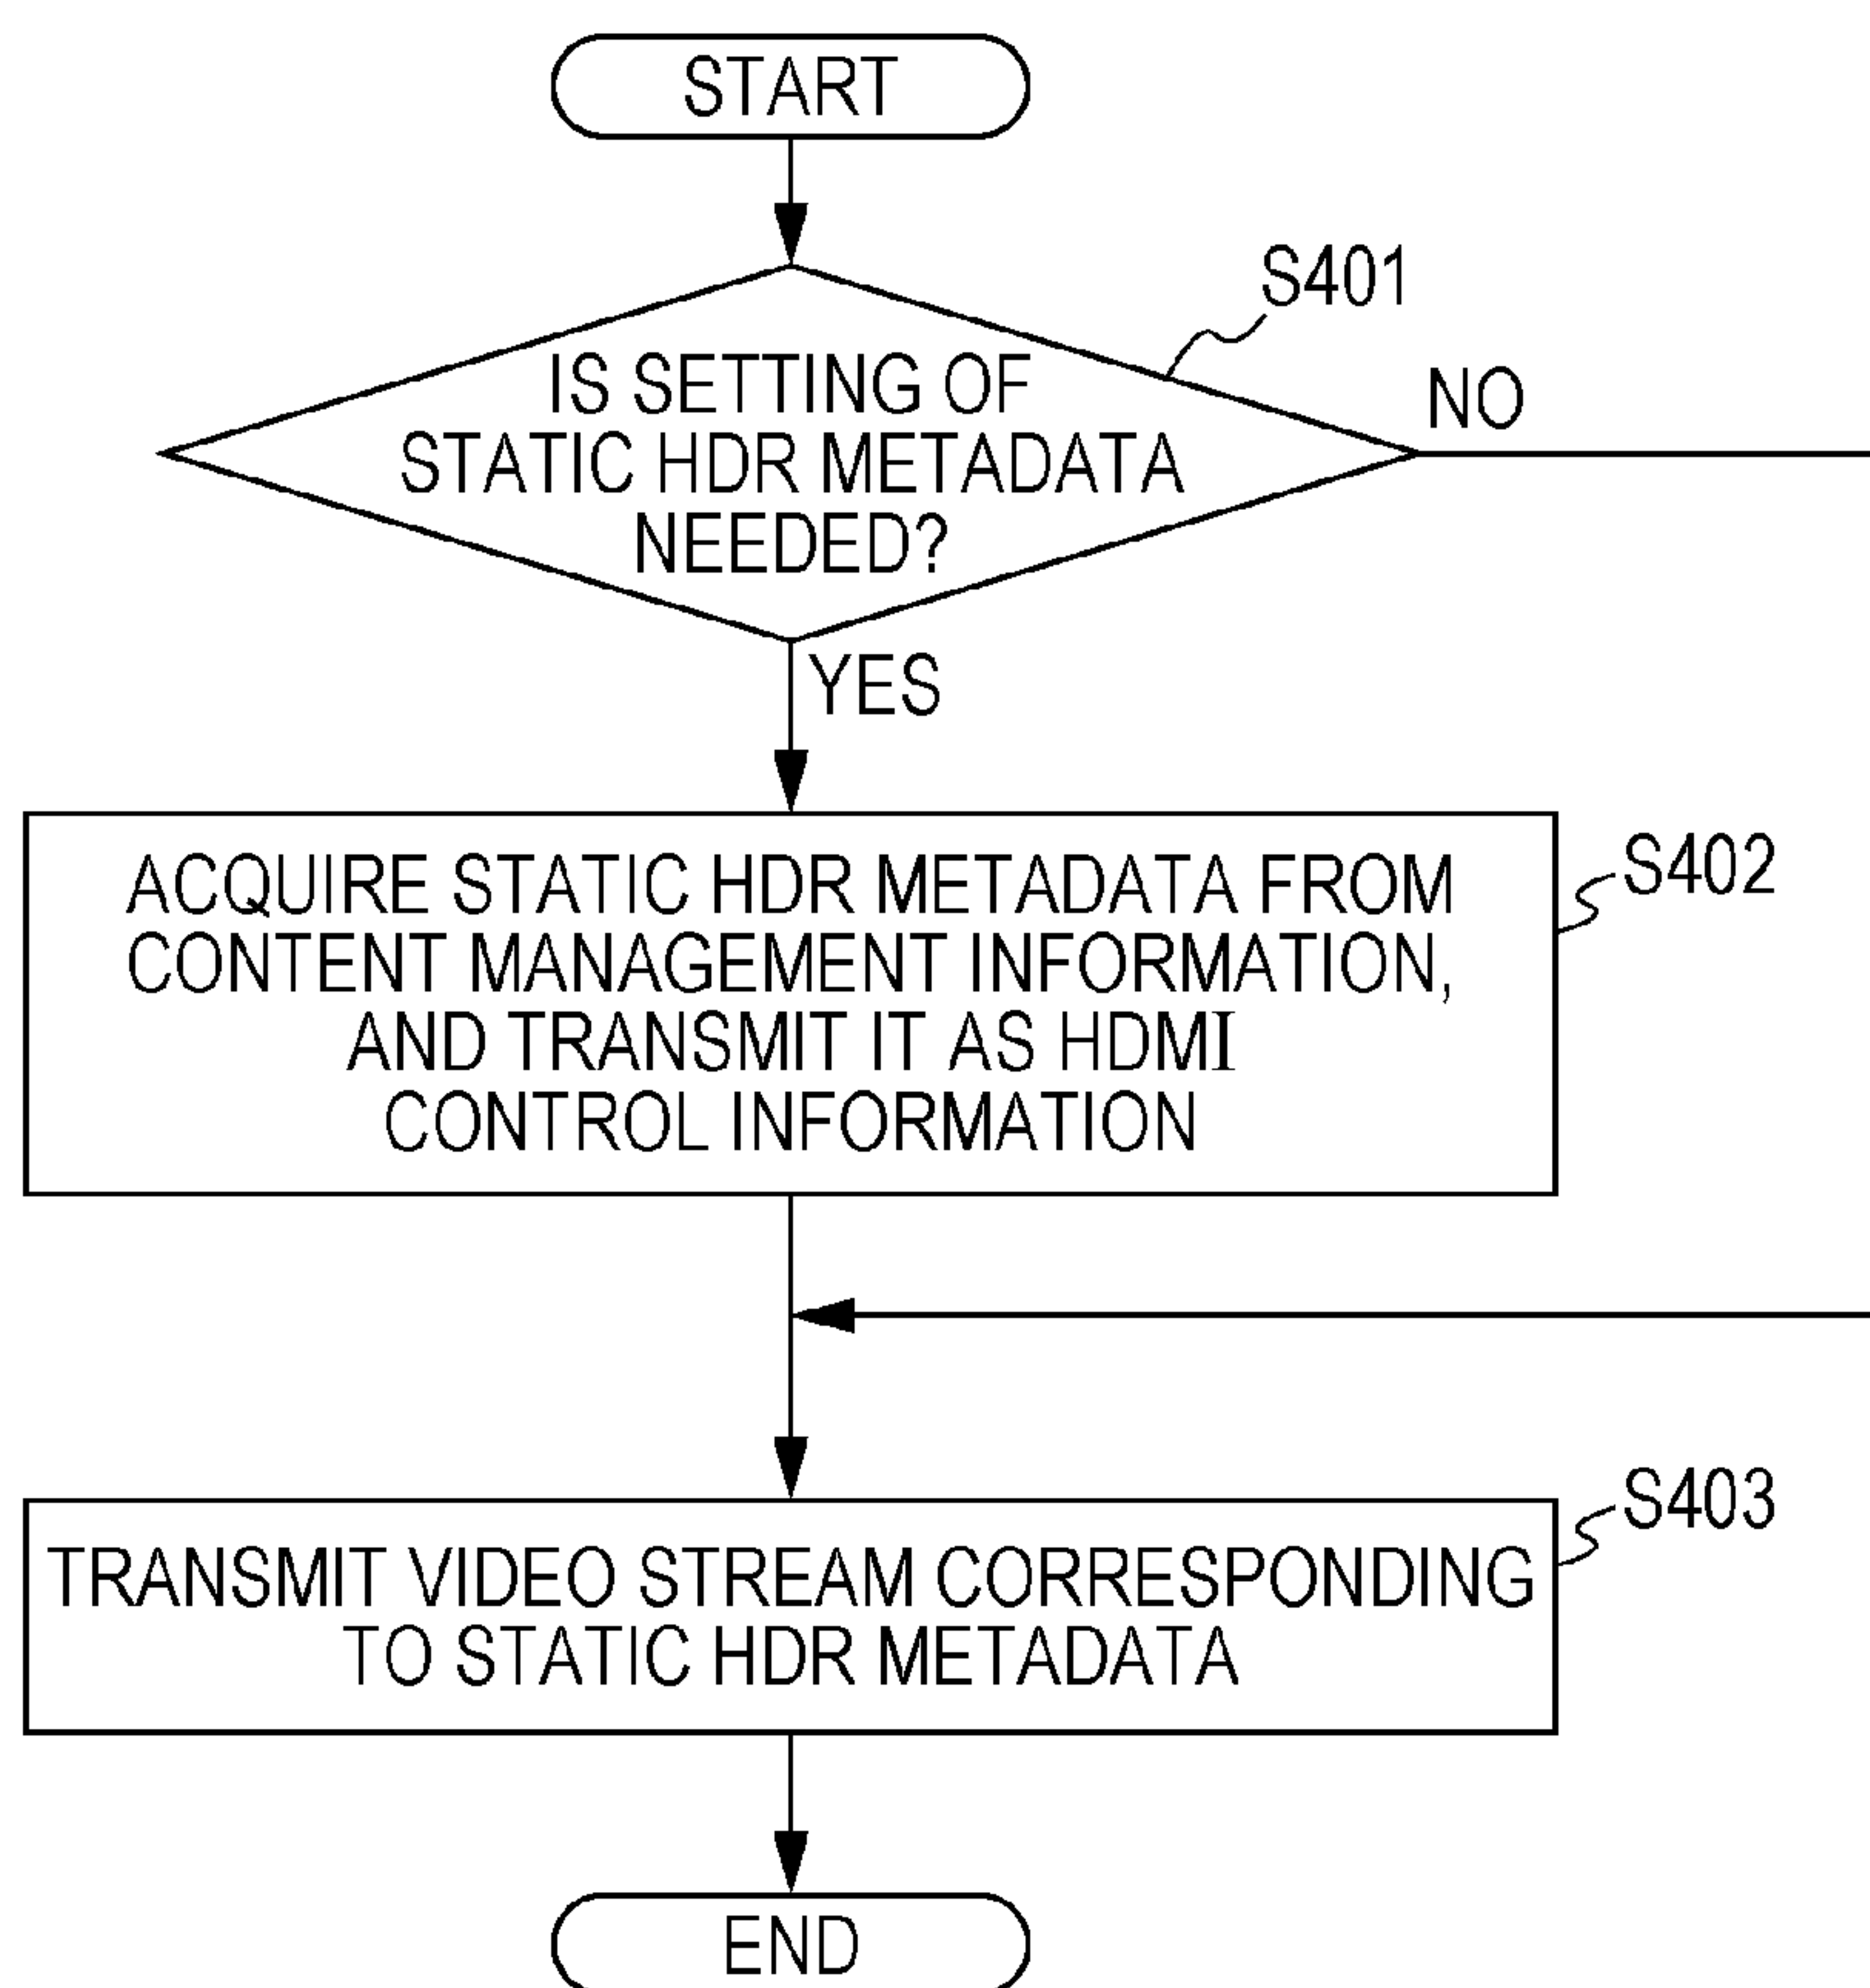 START
S401
IS SETTING OF
STATIC HDR METADATA
NEEDED?
NO
YES
S402
ACQUIRE STATIC HDR METADATA FROM
CONTENT MANAGEMENT INFORMATION,
AND TRANSMIT IT AS HDMI
CONTROL INFORMATION
S403
TRANSMIT VIDEO STREAM CORRESPONDING
TO STATIC HDR METADATA
END